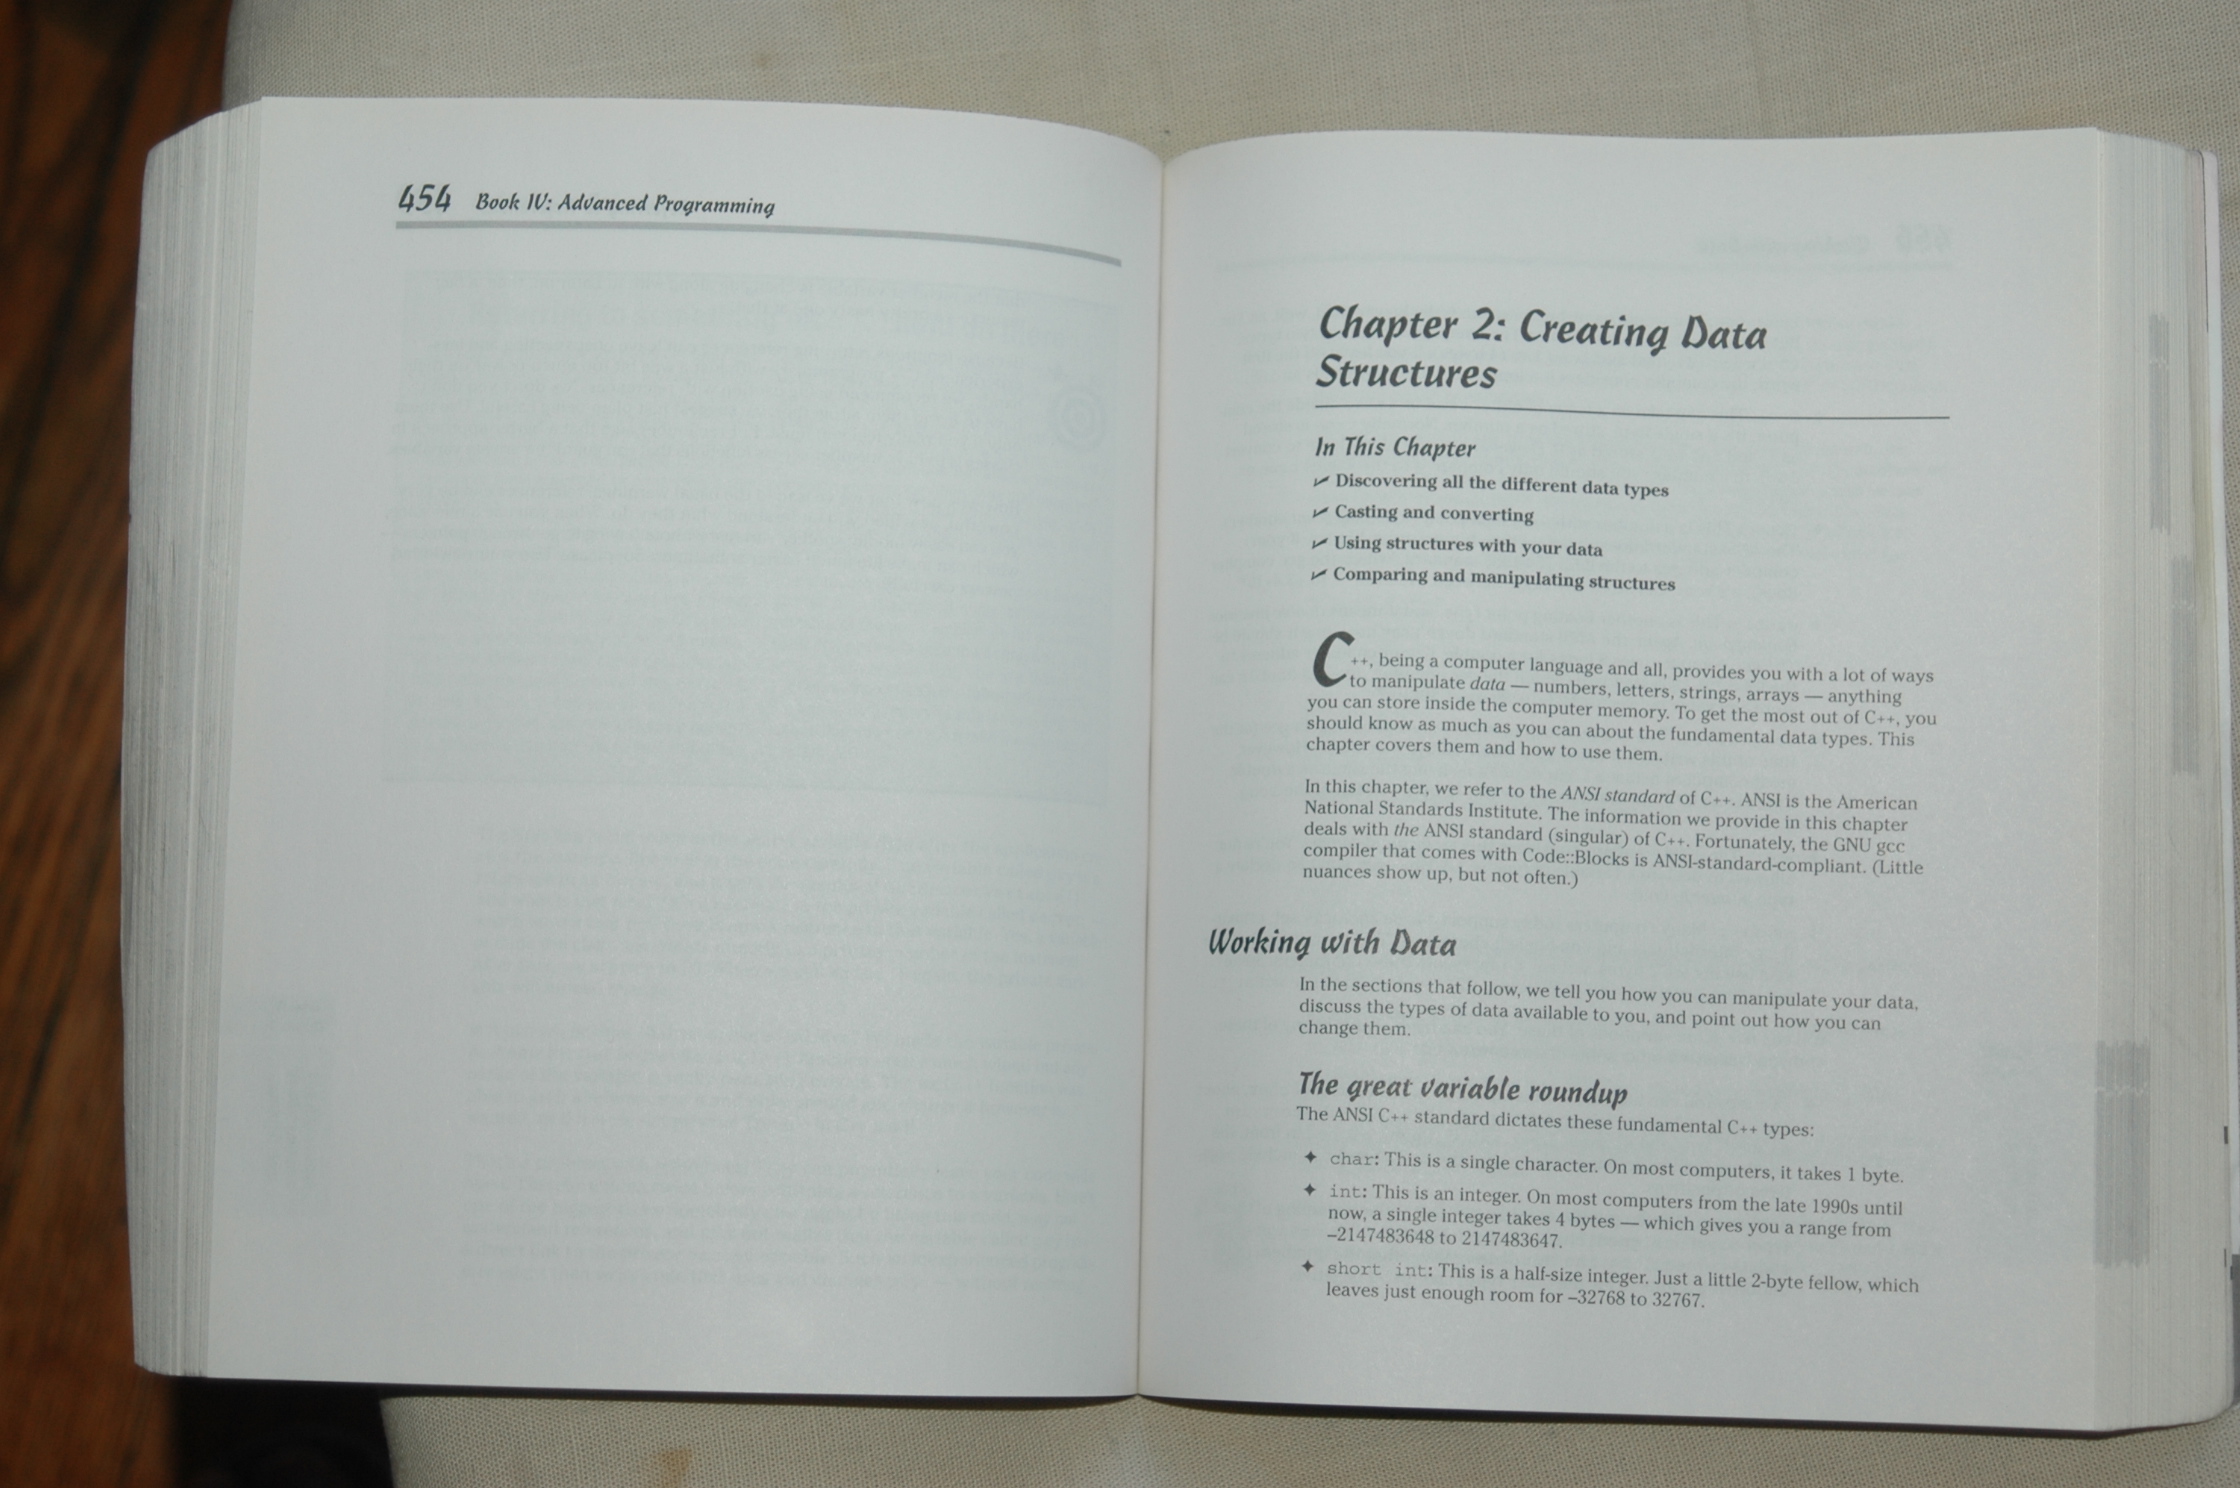 454 Book IV: Advanced Programming
Chapter 2: Creating Data
Structures
In This Chapter
✓ Discovering all the different data types
✓ Casting and converting
✓ Using structures with your data
✓ Comparing and manipulating structures
C++, being a computer language and all, provides you with a lot of ways
to manipulate data — numbers, letters, strings, arrays — anything
you can store inside the computer memory. To get the most out of C++, you
should know as much as you can about the fundamental data types. This
chapter covers them and how to use them.
In this chapter, we refer to the ANSI standard of C++. ANSI is the American
National Standards Institute. The information we provide in this chapter
deals with the ANSI standard (singular) of C++. Fortunately, the GNU gcc
compiler that comes with Code::Blocks is ANSI-standard-compliant. (Little
nuances show up, but not often.)
Working with Data
In the sections that follow, we tell you how you can manipulate your data,
discuss the types of data available to you, and point out how you can
change them.
The great variable roundup
The ANSI C++ standard dictates these fundamental C++ types:
✦ char: This is a single character. On most computers, it takes 1 byte.
✦ int: This is an integer. On most computers from the late 1990s until
now, a single integer takes 4 bytes — which gives you a range from
–2147483648 to 2147483647.
✦ short int: This is a half-size integer. Just a little 2-byte fellow, which
leaves just enough room for –32768 to 32767.